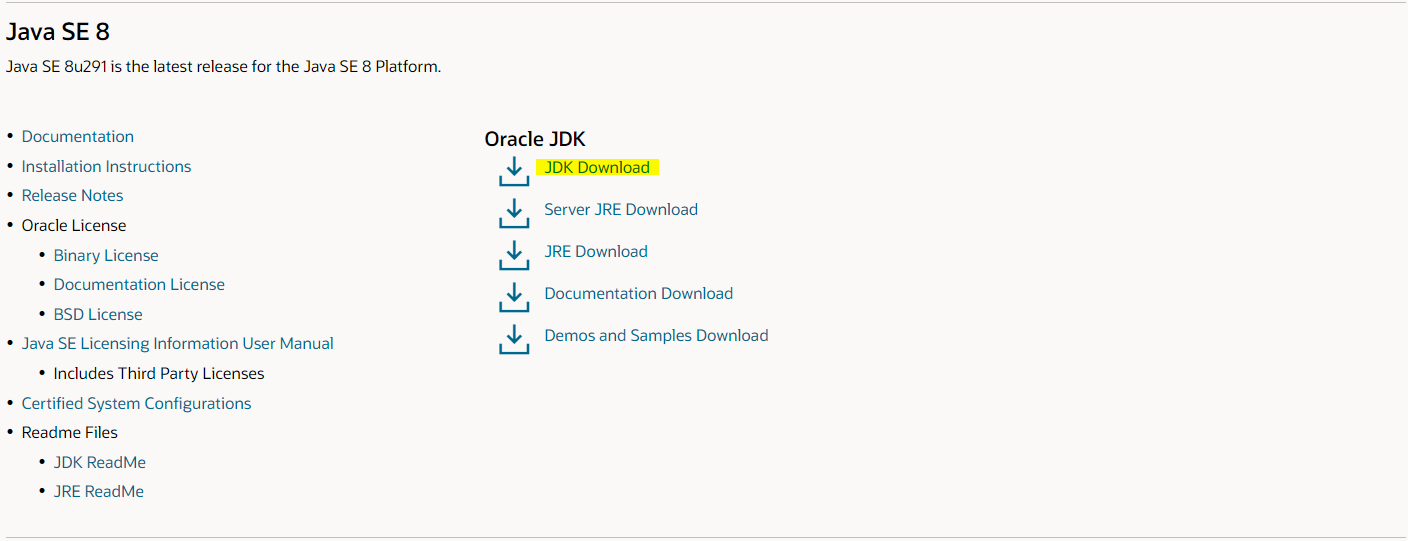 Java SE 8
Java SE 8u291 is the latest release for the Java SE 8 Platform.
• Documentation
• Installation Instructions
• Release Notes
• Oracle License
• Binary License
• Documentation License
• BSD License
• Java SE Licensing Information User Manual
• Includes Third Party Licenses
• Certified System Configurations
• Readme Files
• JDK ReadMe
• JRE ReadMe
Oracle JDK
JDK Download
Server JRE Download
JRE Download
Documentation Download
Demos and Samples Download